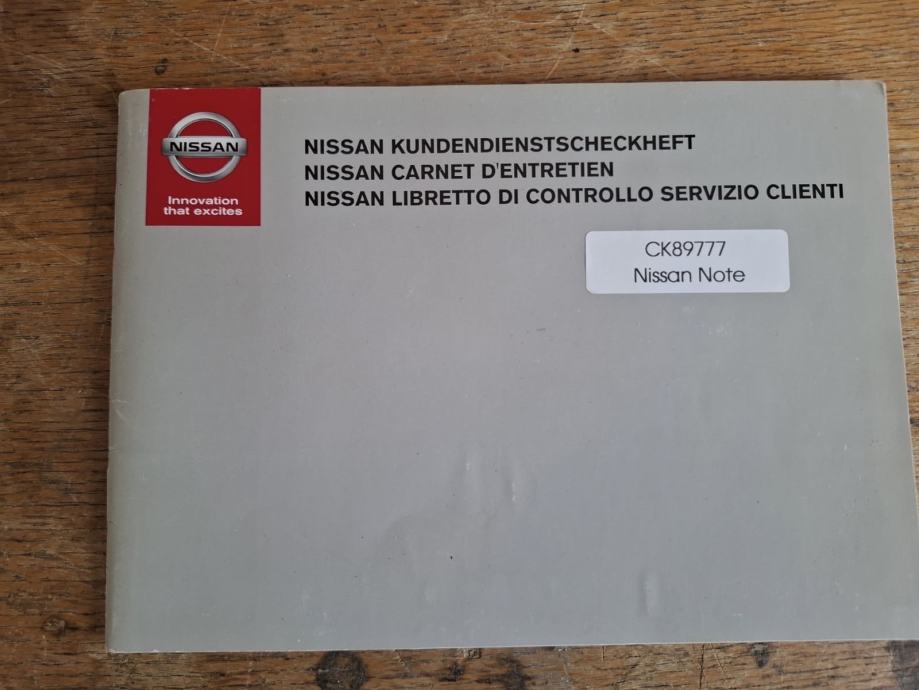 NISSAN
Innovation
that excites
NISSAN KUNDENDIENSTSCHECKHEFT
NISSAN CARNET D'ENTRETIEN
NISSAN LIBRETTO DI CONTROLLO SERVIZIO CLIENTI
CK89777
Nissan Note